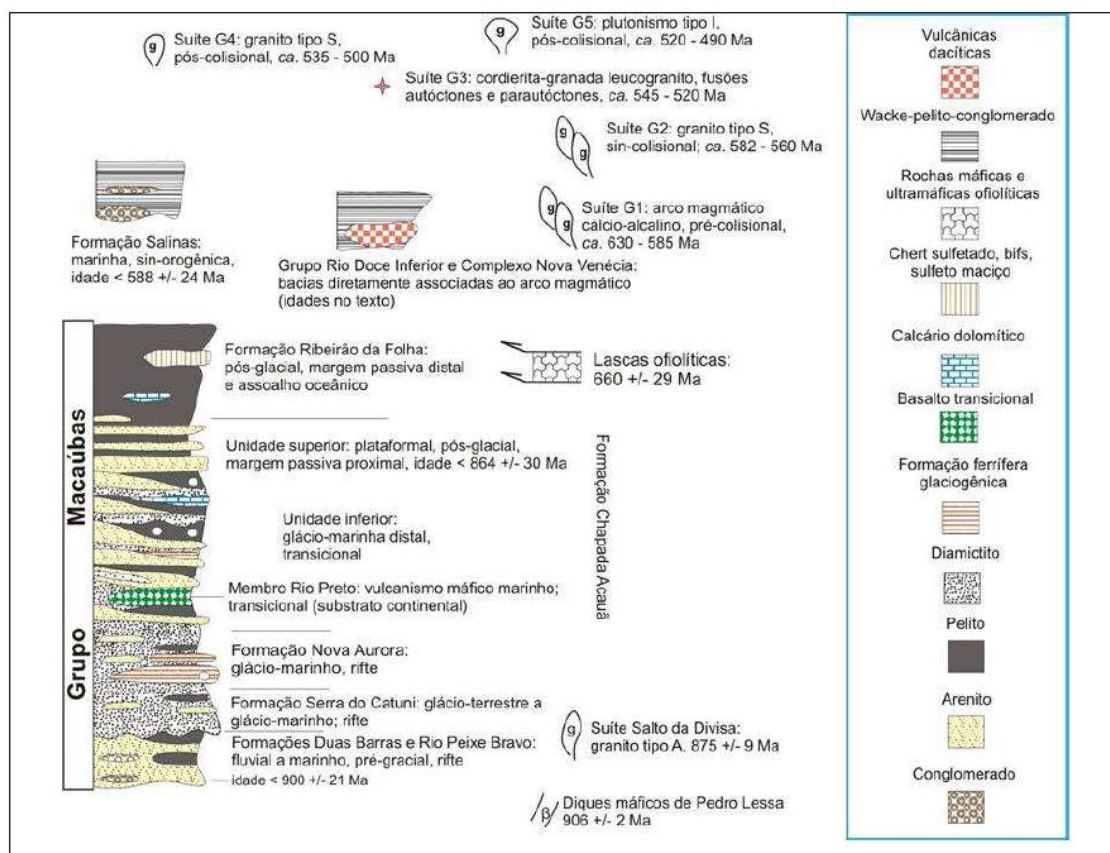 Suíte G4: granito tipo S,
pós-colisional, ca. 535 - 500 Ma
Suíte G5: plutonismo tipo I,
pós-colisional, ca. 520 - 490 Ma
Suíte G3: cordierita-granada leucogranito, fusões
autóctones e parautóctones, ca. 545 - 520 Ma
Suíte G2: granito tipo S,
sin-colisional; ca. 582 - 560 Ma
Suíte G1: arco magmático
cálcio-alcalino, pré-colisional,
ca. 630 - 585 Ma
g
g
g
g
g
g
Formação Salinas:
marinha, sin-orogênica,
idade < 588 +/- 24 Ma
Grupo Rio Doce Inferior e Complexo Nova Venécia:
bacias diretamente associadas ao arco magmático
(idades no texto)
Grupo Macaúbas
Formação Ribeirão da Folha:
pós-glacial, margem passiva distal
e assoalho oceânico
Lascas ofiolíticas:
660 +/- 29 Ma
Unidade superior: plataformal, pós-glacial,
margem passiva proximal, idade < 864 +/- 30 Ma
Unidade inferior:
glácio-marinha distal,
transicional
Membro Rio Preto: vulcanismo máfico marinho;
transicional (substrato continental)
Formação Chapada Acauã
Formação Nova Aurora:
glácio-marinho, rifte
Formação Serra do Catuni: glácio-terrestre a
glácio-marinho; rifte
Formações Duas Barras e Rio Peixe Bravo:
fluvial a marinho, pré-gracial, rifte
idade < 900 +/- 21 Ma
g
Suíte Salto da Divisa:
granito tipo A, 875 +/- 9 Ma
β
Diques máficos de Pedro Lessa
906 +/- 2 Ma
Vulcânicas
dacíticas
Wacke-pelito-conglomerado
Rochas máficas e
ultramáficas ofiolíticas
Chert sulfetado, bifs,
sulfeto maciço
Calcário dolomítico
Basalto transicional
Formação ferrífera
glaciogênica
Diamictito
Pelito
Arenito
Conglomerado